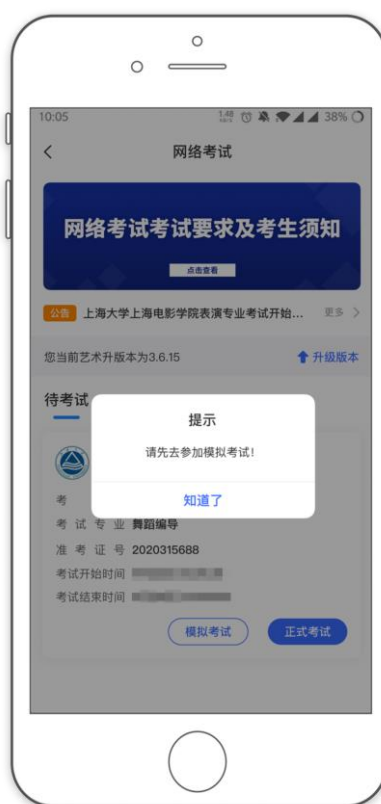 10:05
1.48 38%
网络考试
网络考试考试要求及考生须知
点击查看
公告 上海大学上海电影学院表演专业考试开始... 更多
您当前艺术升版本为3.6.15 升级版本
待考试
提示
请先去参加模拟考试!
知道了
考
考试专业 舞蹈编导
准考证号 2020315688
考试开始时间
考试结束时间
模拟考试 正式考试